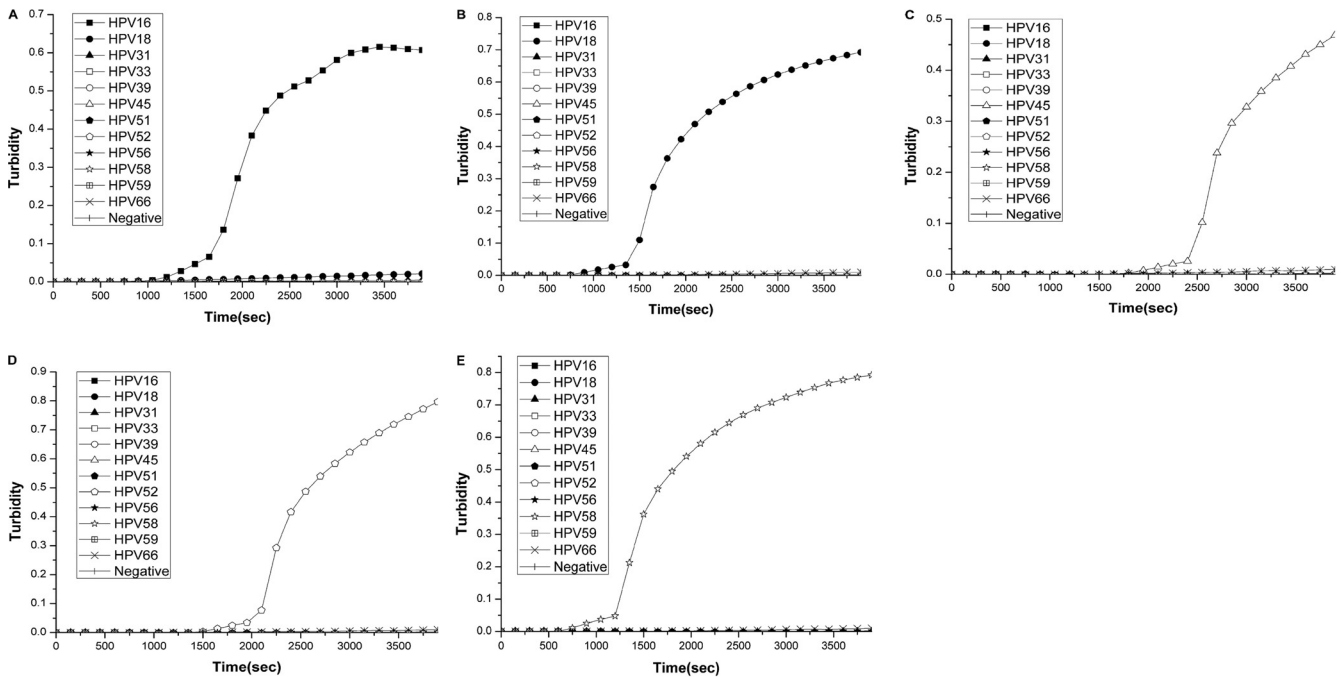 A
0.7
0.6
0.5
0.4
0.3
0.2
0.1
0.0
Turbidity
HPV16
HPV18
HPV31
HPV33
HPV39
HPV45
HPV51
HPV52
HPV56
HPV58
HPV59
HPV66
Negative
0 500 1000 1500 2000 2500 3000 3500
Time(sec)
B
0.8
0.7
0.6
0.5
0.4
0.3
0.2
0.1
0.0
Turbidity
HPV16
HPV18
HPV31
HPV33
HPV39
HPV45
HPV51
HPV52
HPV56
HPV58
HPV59
HPV66
Negative
0 500 1000 1500 2000 2500 3000 3500
Time(sec)
C
0.5
0.4
0.3
0.2
0.1
0.0
Turbidity
HPV16
HPV18
HPV31
HPV33
HPV39
HPV45
HPV51
HPV52
HPV56
HPV58
HPV59
HPV66
Negative
0 500 1000 1500 2000 2500 3000 3500
Time(sec)
D
0.9
0.8
0.7
0.6
0.5
0.4
0.3
0.2
0.1
0.0
Turbidity
HPV16
HPV18
HPV31
HPV33
HPV39
HPV45
HPV51
HPV52
HPV56
HPV58
HPV59
HPV66
Negative
0 500 1000 1500 2000 2500 3000 3500
Time(sec)
E
0.8
0.7
0.6
0.5
0.4
0.3
0.2
0.1
0.0
Turbidity
HPV16
HPV18
HPV31
HPV33
HPV39
HPV45
HPV51
HPV52
HPV56
HPV58
HPV59
HPV66
Negative
0 500 1000 1500 2000 2500 3000 3500
Time(sec)